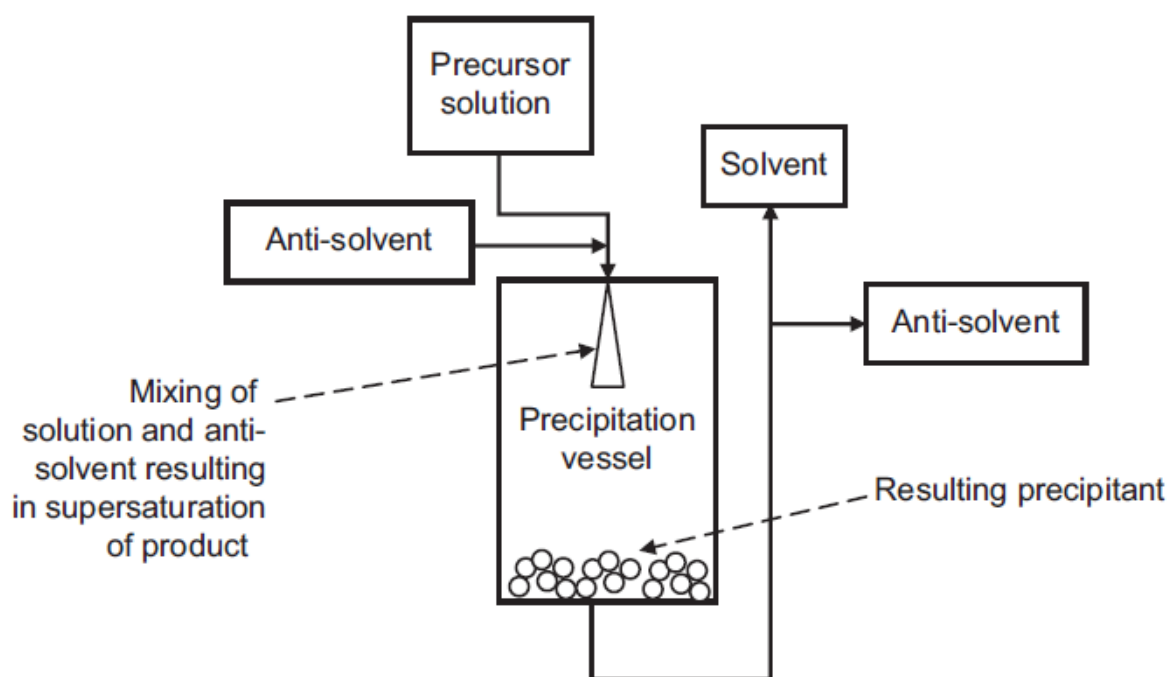 Precursor
solution
Solvent
Anti-solvent
Anti-solvent
Mixing of
solution and anti-
solvent resulting
in supersaturation
of product
Precipitation
vessel
Resulting precipitant